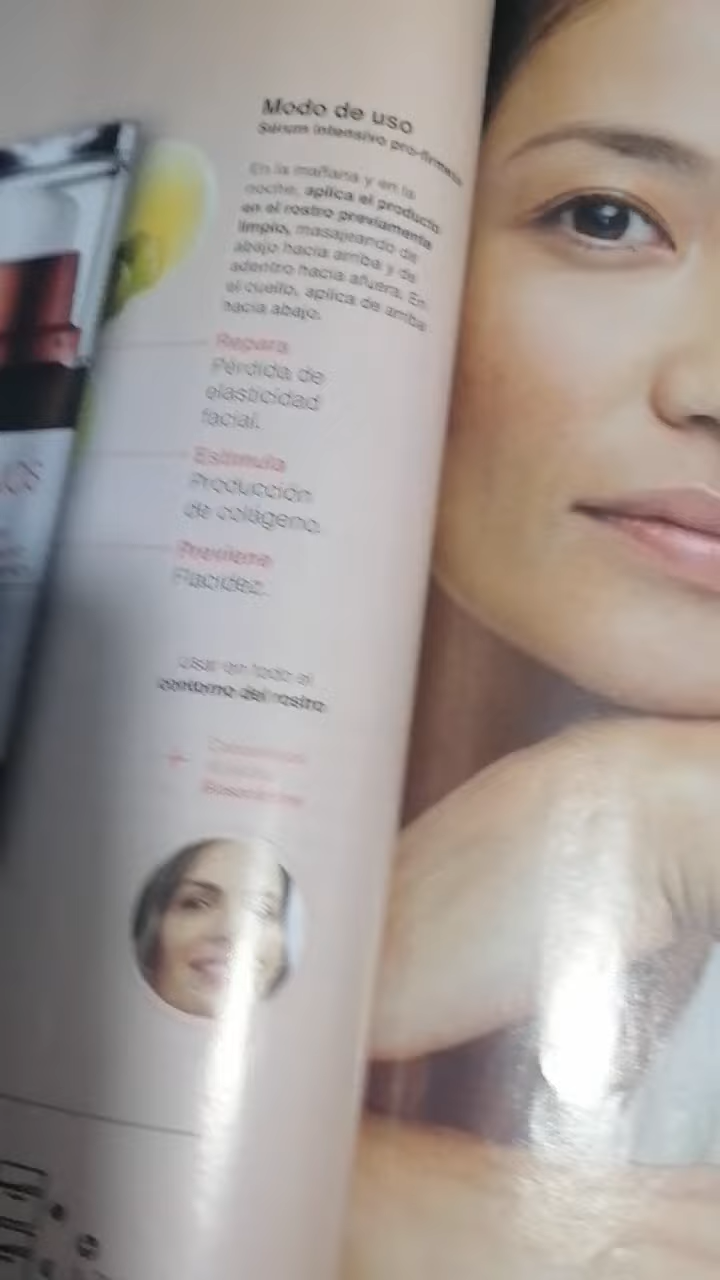 Modo de uso
Sérum intensivo pro-firmeza
En la mañana y en la
noche, aplica el producto
en el rostro previamente
limpio, masajeando de
abajo hacia arriba y de
adentro hacia afuera. En
el cuello, aplica de arriba
hacia abajo.
Repara
Pérdida de
elasticidad
facial.
Estimula
Producción
de colágeno.
Previene
Flacidez.
Usar en todo el
contorno del rostro
+